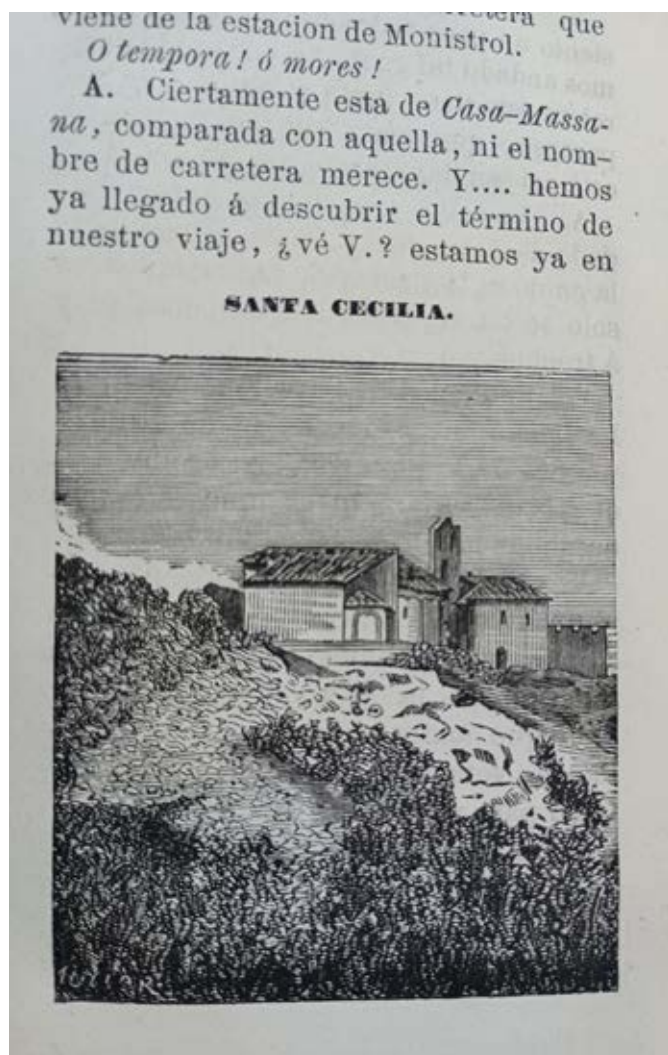 que
viene de la estacion de Monistrol.
O tempora! ó mores!
A. Ciertamente esta de Casa-Massa-
na, comparada con aquella, ni el nom-
bre de carretera merece. Y.... hemos
ya llegado á descubrir el término de
nuestro viaje, ¿vé V.? estamos ya en
SANTA CECILIA.